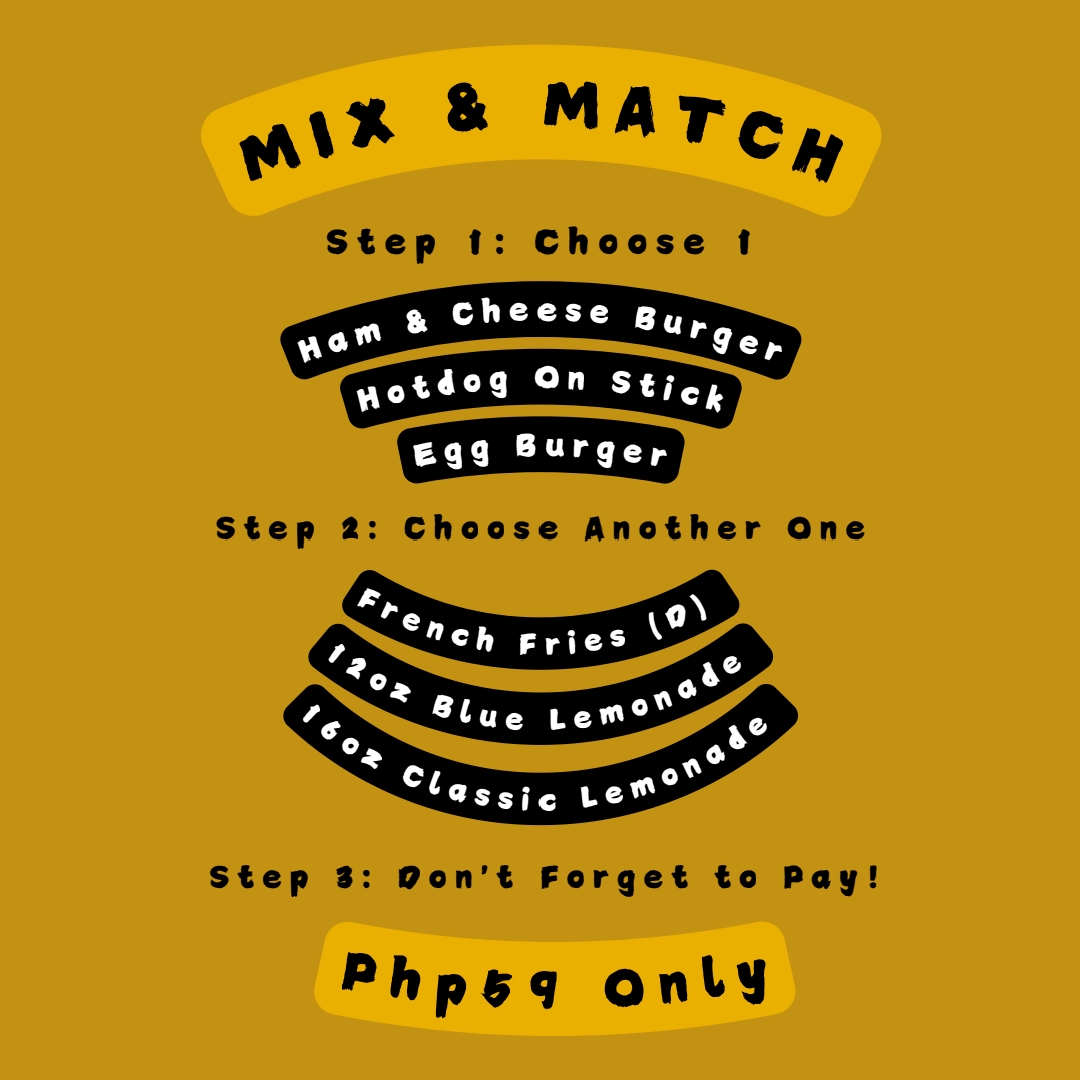 MIX & MATCH
Step 1: Choose 1
Ham & Cheese Burger
Hotdog On Stick
Egg Burger
Step 2: Choose Another One
French Fries (D)
12oz Blue Lemonade
16oz Classic Lemonade
Step 3: Don't Forget to Pay!
Php59 Only